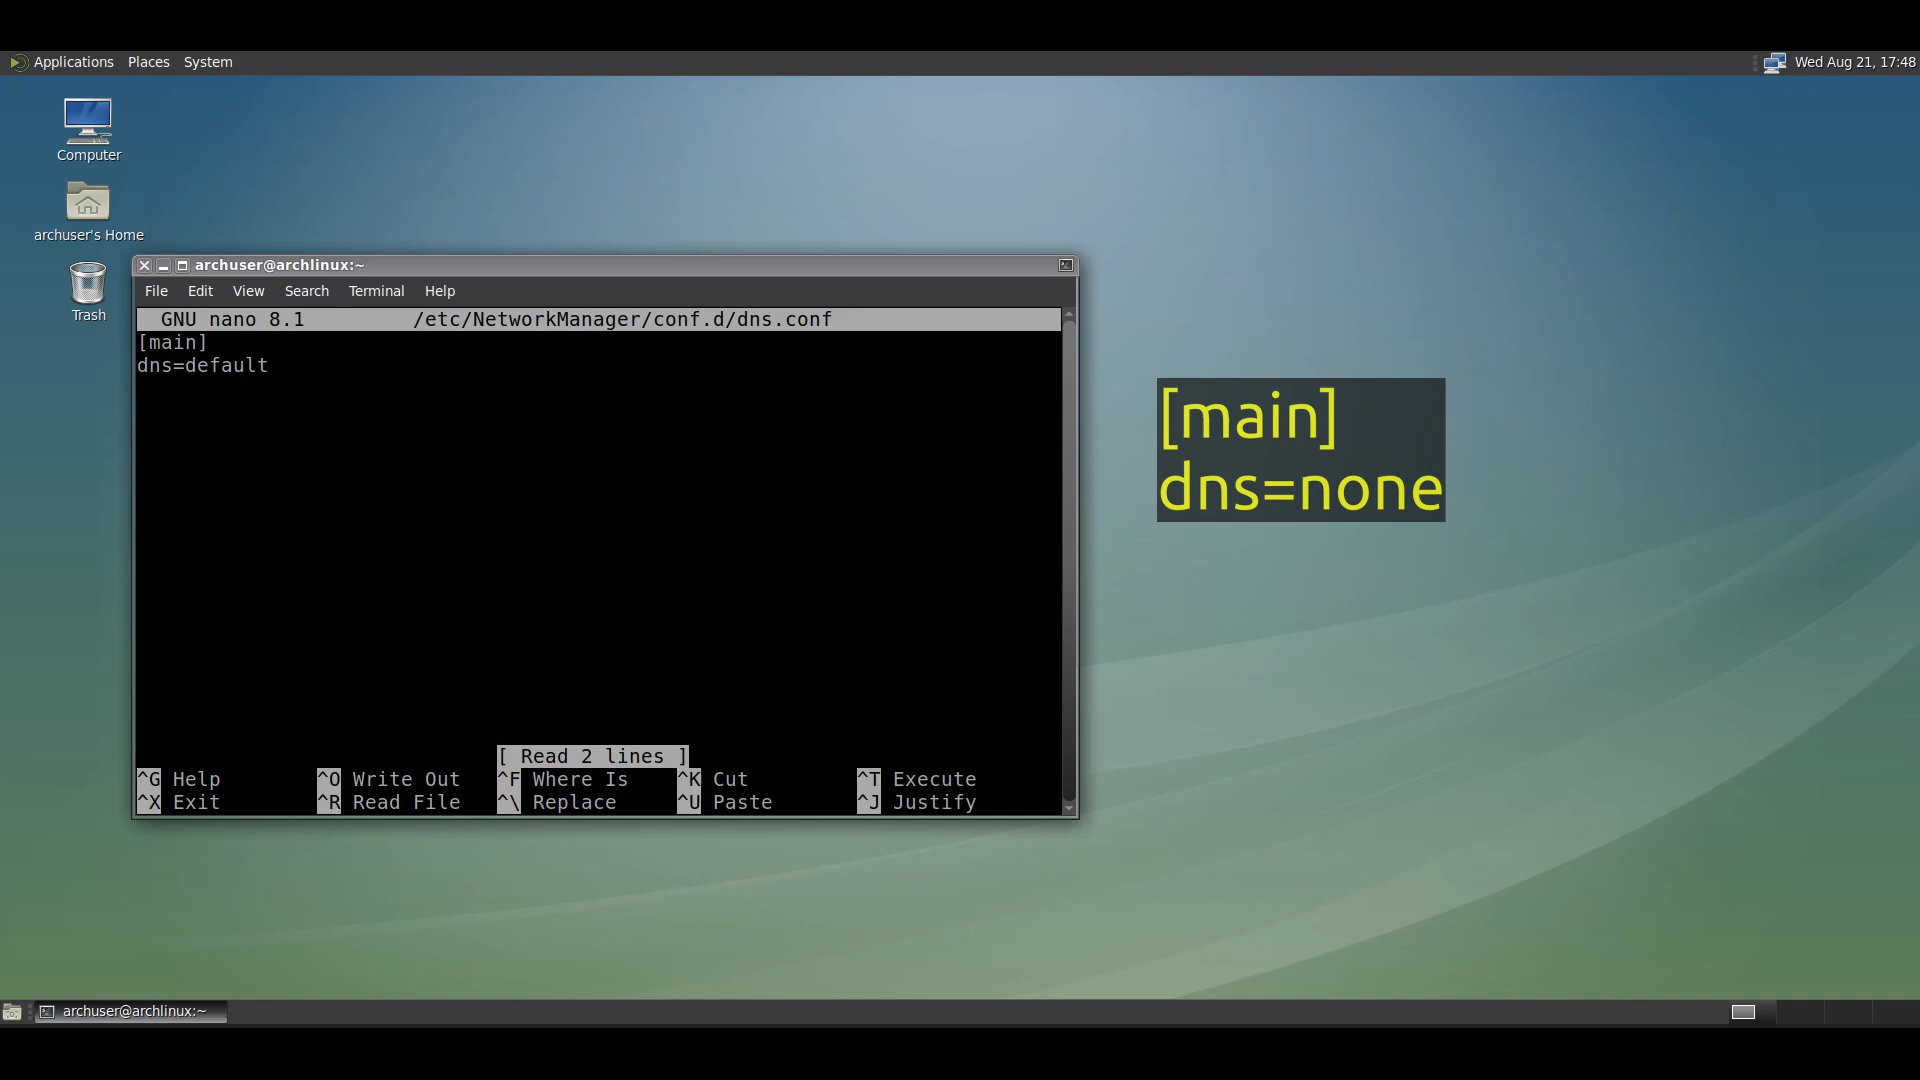 Applications Places System
Wed Aug 21, 17:48
Computer
archuser's Home
Trash
archuser@archlinux:~
File Edit View Search Terminal Help
GNU nano 8.1 /etc/NetworkManager/conf.d/dns.conf
[main]
dns=default
[ Read 2 lines ]
^G Help ^O Write Out ^F Where Is ^K Cut ^T Execute
^X Exit ^R Read File ^\ Replace ^U Paste ^J Justify
[main]
dns=none
archuser@archlinux:~